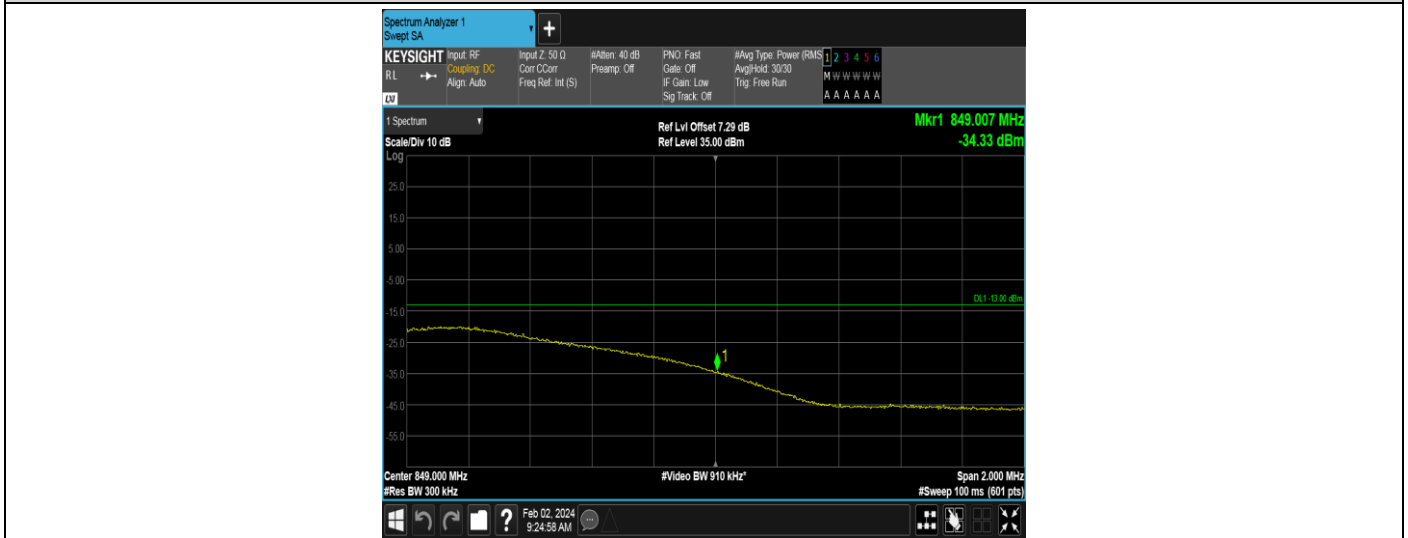 Spectrum Analyzer 1
Swept SA
+
KEYSIGHT Input: RF Input Z: 50 Ω #Atten: 40 dB PNO: Fast #Avg Type: Power (RMS 1 2 3 4 5 6
RL Coupling: DC Corr CCorr Preamp: Off Gate: Off Avg|Hold: 30/30 M W W W W W
Align: Auto Freq Ref: Int (S) IF Gain: Low Trig: Free Run
Sig Track: Off A A A A A A
LXI
1 Spectrum Ref Lvl Offset 7.29 dB Mkr1 849.007 MHz
Scale/Div 10 dB Ref Level 35.00 dBm -34.33 dBm
Log
25.0
15.0
5.00
-5.00
DL1 -13.00 dBm
-15.0
-25.0
1
-35.0
-45.0
-55.0
Center 849.000 MHz #Video BW 910 kHz* Span 2.000 MHz
#Res BW 300 kHz #Sweep 100 ms (601 pts)
? Feb 02, 2024
9:24:58 AM